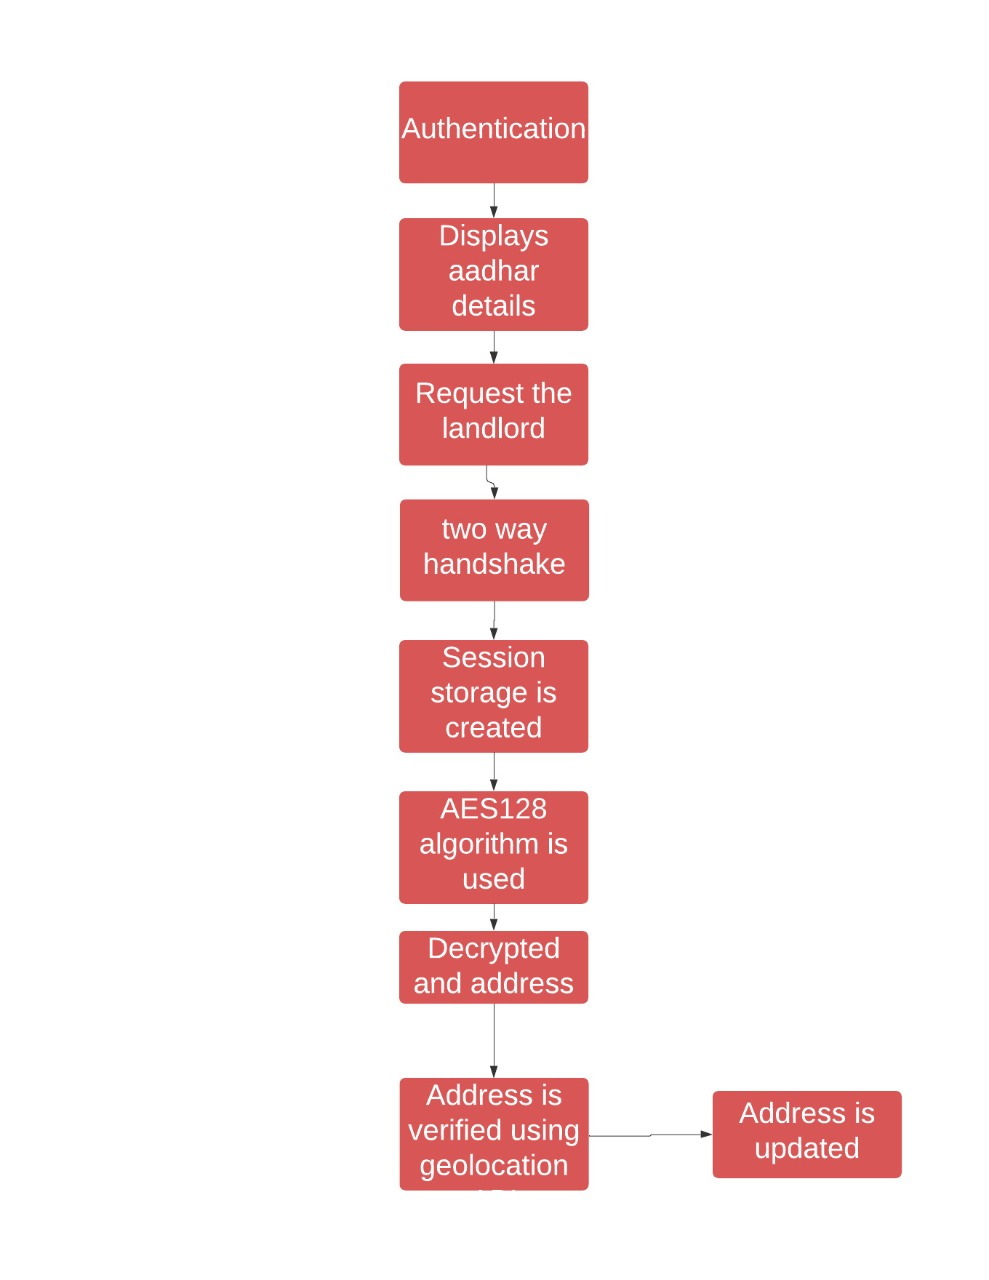 Authentication
Displays
aadhar
details
Request the
landlord
two way
handshake
Session
storage is
created
AES128
algorithm is
used
Decrypted
and address
Address is
verified using
geolocation
Address is
updated